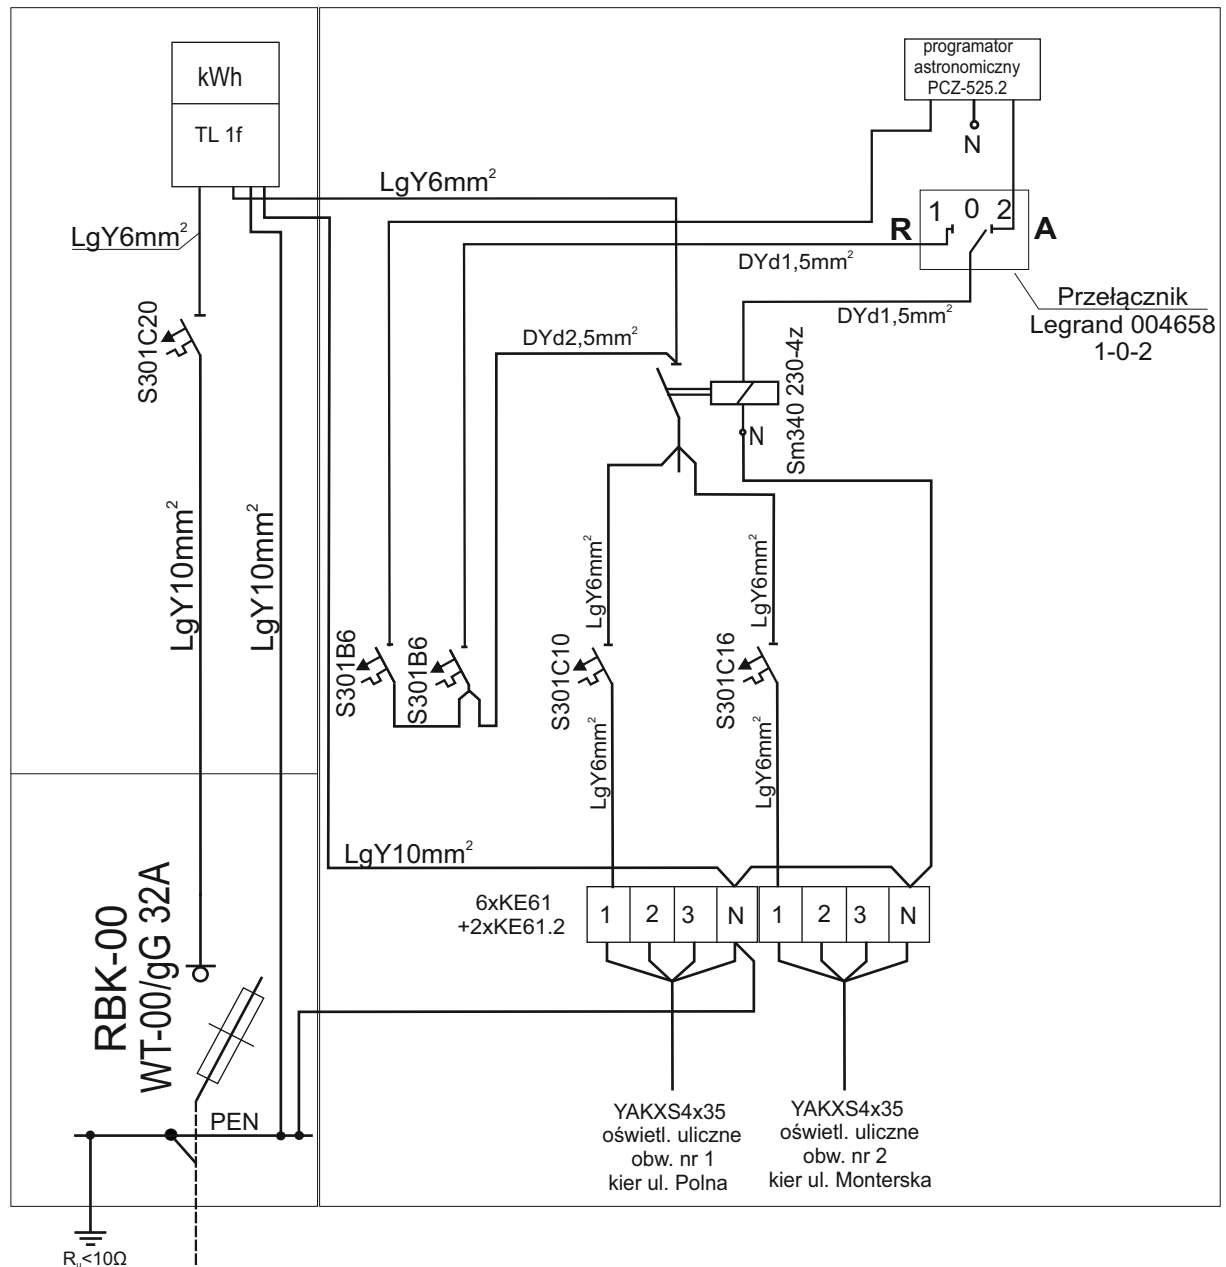 kWh
TL 1f
programator
astronomiczny
PCZ-525.2
N
LgY6mm²
LgY6mm²
R
1
0
2
A
DYd1,5mm²
DYd1,5mm²
Przełącznik
Legrand 004658
1-0-2
S301C20
DYd2,5mm²
Sm340 230-4z
N
LgY10mm²
LgY10mm²
LgY6mm²
LgY6mm²
S301B6
S301B6
S301C10
S301C16
LgY6mm²
LgY6mm²
LgY10mm²
6xKE61
+2xKE61.2
1 2 3 N 1 2 3 N
RBK-00
WT-00/gG 32A
PEN
YAKXS4x35
oświetl. uliczne
obw. nr 1
kier ul. Polna
YAKXS4x35
oświetl. uliczne
obw. nr 2
kier ul. Monterska
Rᵤ<10Ω